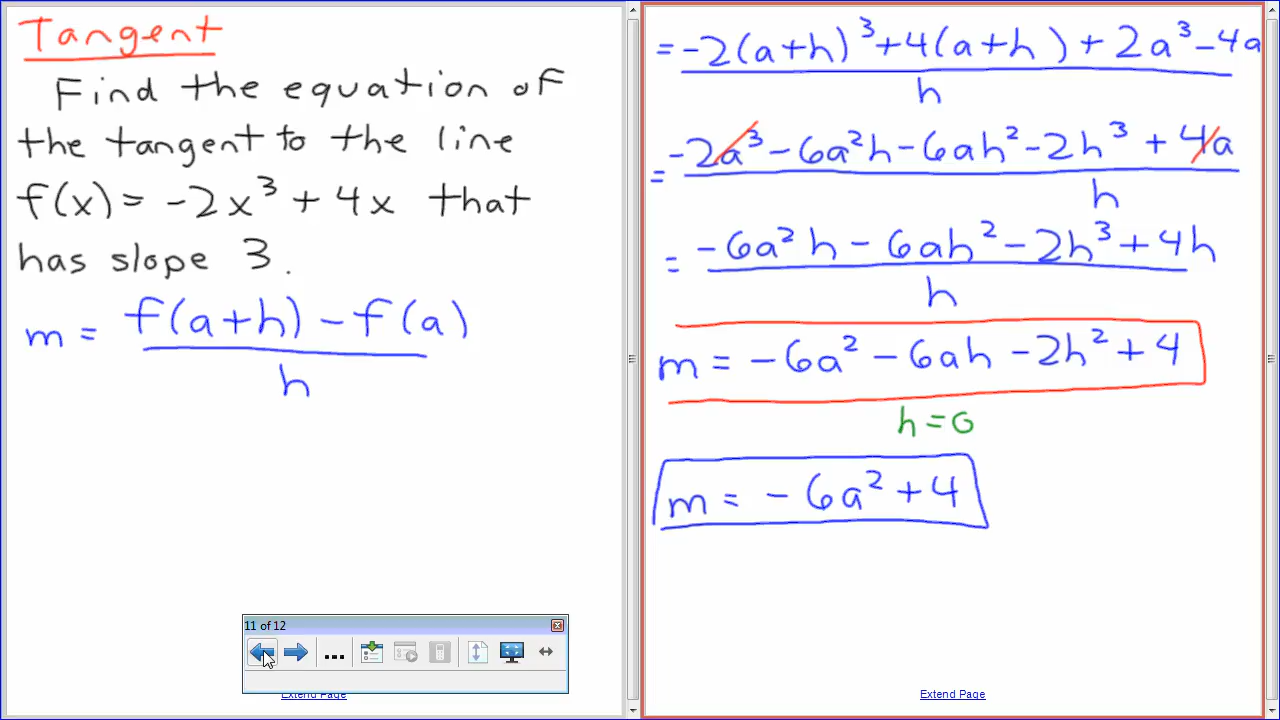 Tangent
Find the equation of
the tangent to the line
f(x) = -2x³ + 4x that
has slope 3.
m = f(a+h) - f(a)
h
11 of 12
Extend Page
= -2(a+h)³ + 4(a+h) + 2a³ - 4a
h
= -2a³ - 6a²h - 6ah² - 2h³ + 4a
h
= -6a²h - 6ah² - 2h³ + 4h
h
m = -6a² - 6ah - 2h² + 4
h = 0
m = -6a² + 4
Extend Page